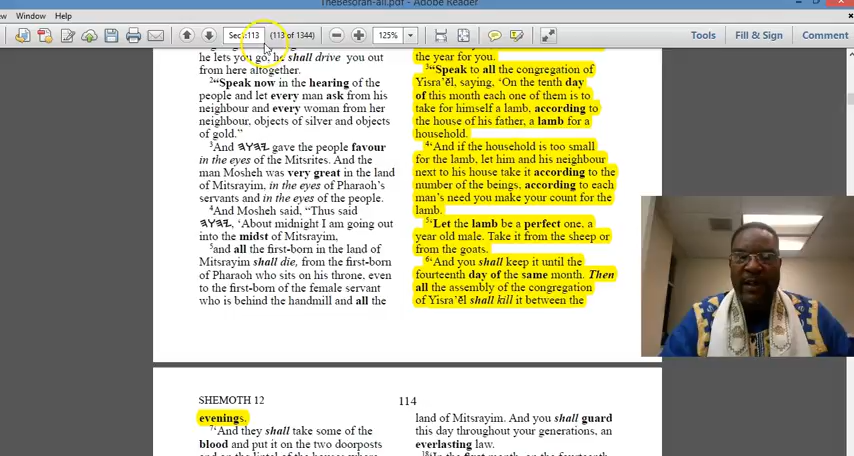 TheBesorah-all.pdf - Adobe Reader
Window Help
Sec1:113 (113 of 1344) 125% Tools Fill & Sign Comment
he lets you go, he shall drive you out
from here altogether.
2“Speak now in the hearing of the
people and let every man ask from his
neighbour and every woman from her
neighbour, objects of silver and objects
of gold.”
3And 𐤉𐤄𐤅𐤄 gave the people favour
in the eyes of the Mitsrites. And the
man Mosheh was very great in the land
of Mitsrayim, in the eyes of Pharaoh’s
servants and in the eyes of the people.
4And Mosheh said, “Thus said
𐤉𐤄𐤅𐤄, ‘About midnight I am going out
into the midst of Mitsrayim,
5and all the first-born in the land of
Mitsrayim shall die, from the first-born
of Pharaoh who sits on his throne, even
to the first-born of the female servant
who is behind the handmill and all the
the year for you.
3“Speak to all the congregation of
Yisra’ĕl, saying, ‘On the tenth day
of this month each one of them is to
take for himself a lamb, according to
the house of his father, a lamb for a
household.
4‘And if the household is too small
for the lamb, let him and his neighbour
next to his house take it according to the
number of the beings, according to each
man’s need you make your count for the
lamb.
5‘Let the lamb be a perfect one, a
year old male. Take it from the sheep or
from the goats.
6‘And you shall keep it until the
fourteenth day of the same month. Then
all the assembly of the congregation
of Yisra’ĕl shall kill it between the
SHEMOTH 12 114
evenings.
7‘And they shall take some of the
blood and put it on the two doorposts
land of Mitsrayim. And you shall guard
this day throughout your generations, an
everlasting law.